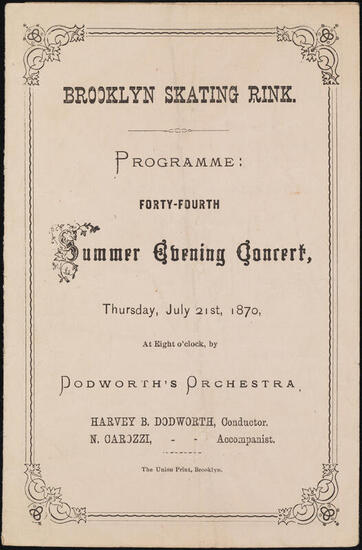 BROOKLYN SKATING RINK.
PROGRAMME:
FORTY-FOURTH
Summer Evening Concert,
Thursday, July 21st, 1870,
At Eight o'clock, by
DODWORTH'S ORCHESTRA,
HARVEY B. DODWORTH, Conductor.
N. CAROZZI, - - Accompanist.
The Union Print, Brooklyn.